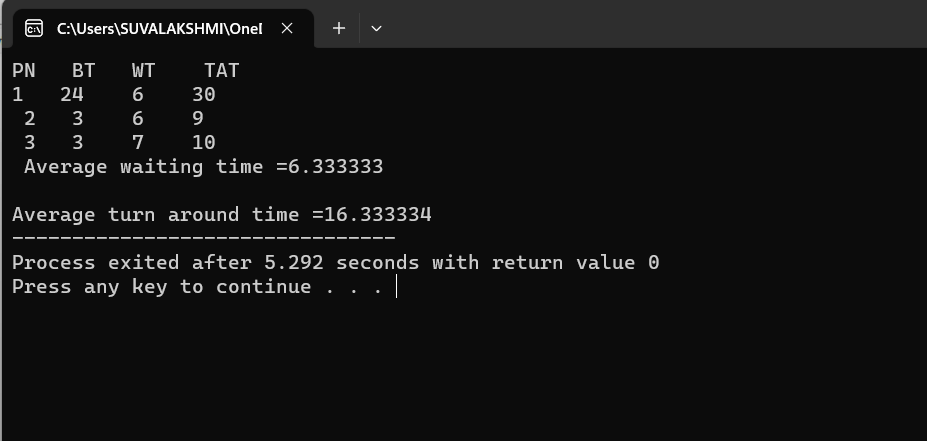 C:\Users\SUVALAKSHMI\OneI
PN   BT   WT    TAT
1   24    6    30
 2   3    6    9
 3   3    7    10
 Average waiting time =6.333333
Average turn around time =16.333334
--------------------------------
Process exited after 5.292 seconds with return value 0
Press any key to continue . . .